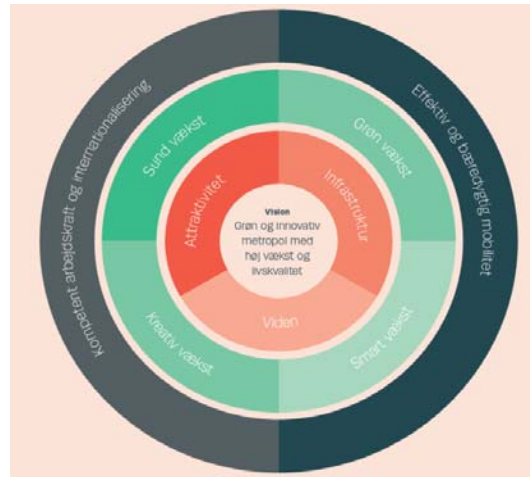 Kompetent arbejdskraft og internationalisering
Effektiv og bæredygtig mobilitet
Sund vækst
Grøn vækst
Kreativ vækst
Smart vækst
Attraktivitet
Infrastruktur
Viden
Vision
Grøn og innovativ
metropol med
høj vækst og
livskvalitet